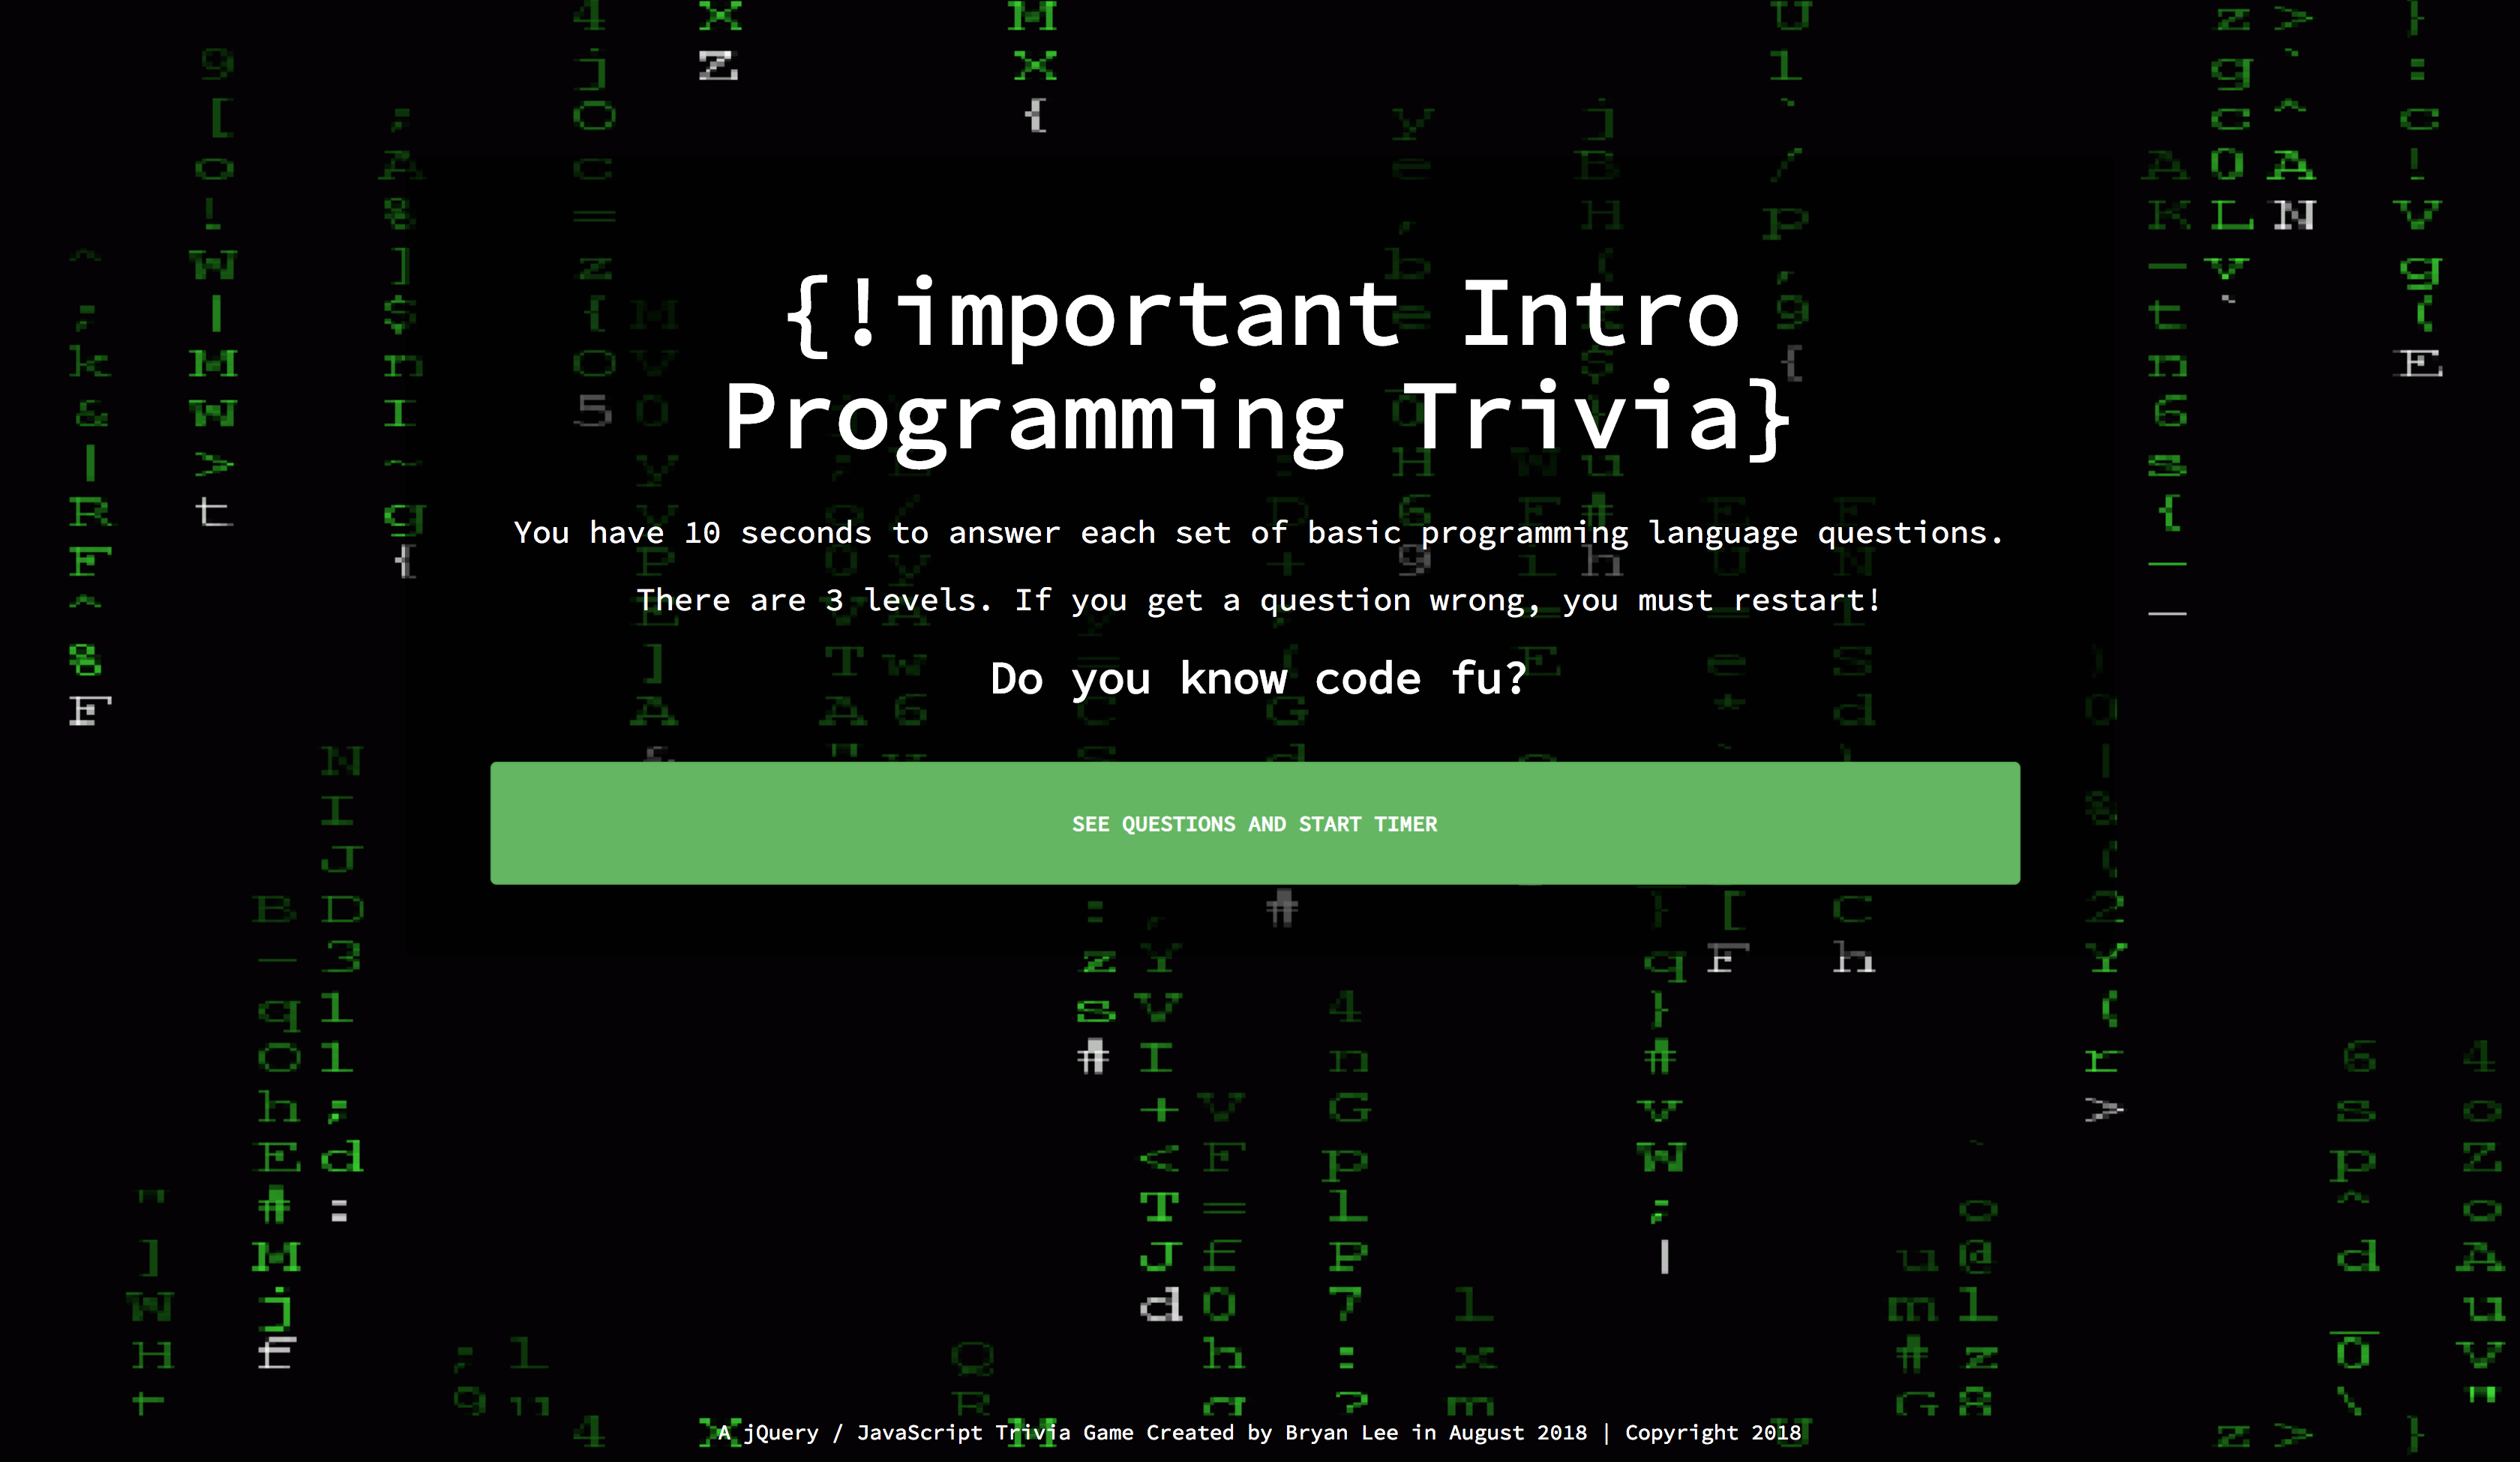 {!important Intro
Programming Trivia}
You have 10 seconds to answer each set of basic programming language questions.
There are 3 levels. If you get a question wrong, you must restart!
Do you know code fu?
SEE QUESTIONS AND START TIMER
A jQuery / JavaScript Trivia Game Created by Bryan Lee in August 2018 | Copyright 2018